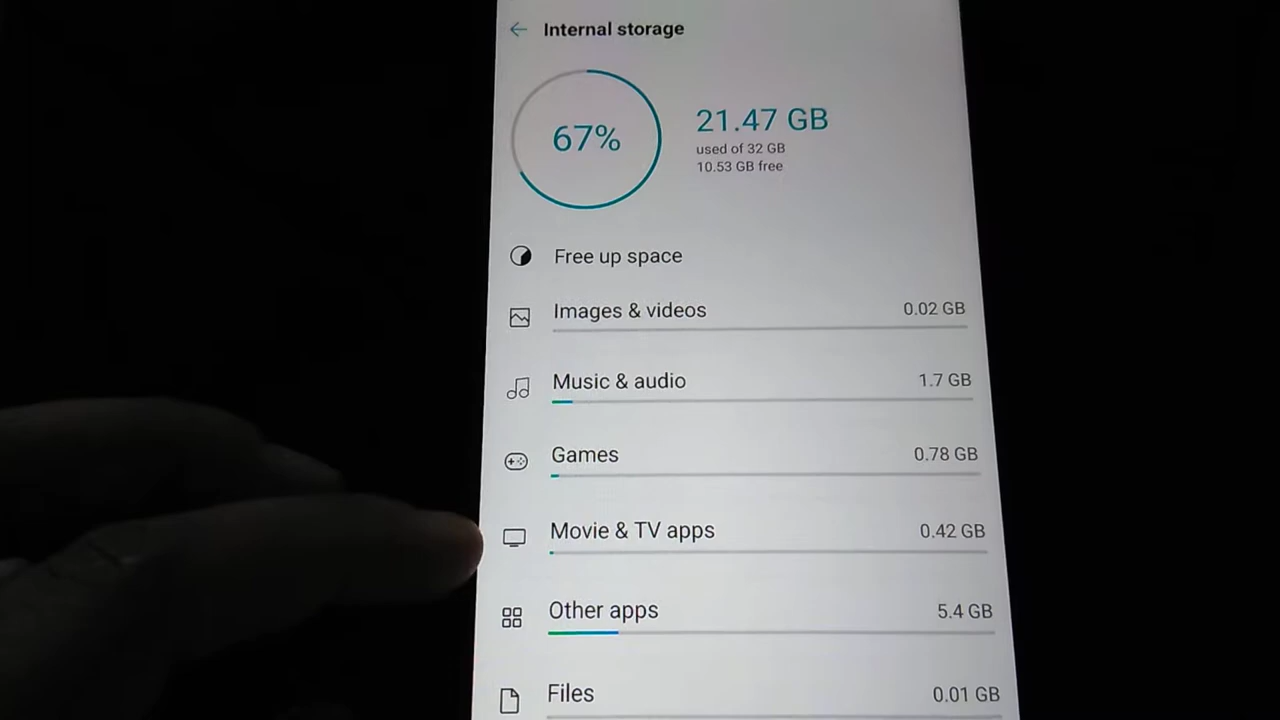 Internal storage
67%
21.47 GB
used of 32 GB
10.53 GB free
Free up space
Images & videos 0.02 GB
Music & audio 1.7 GB
Games 0.78 GB
Movie & TV apps 0.42 GB
Other apps 5.4 GB
Files 0.01 GB